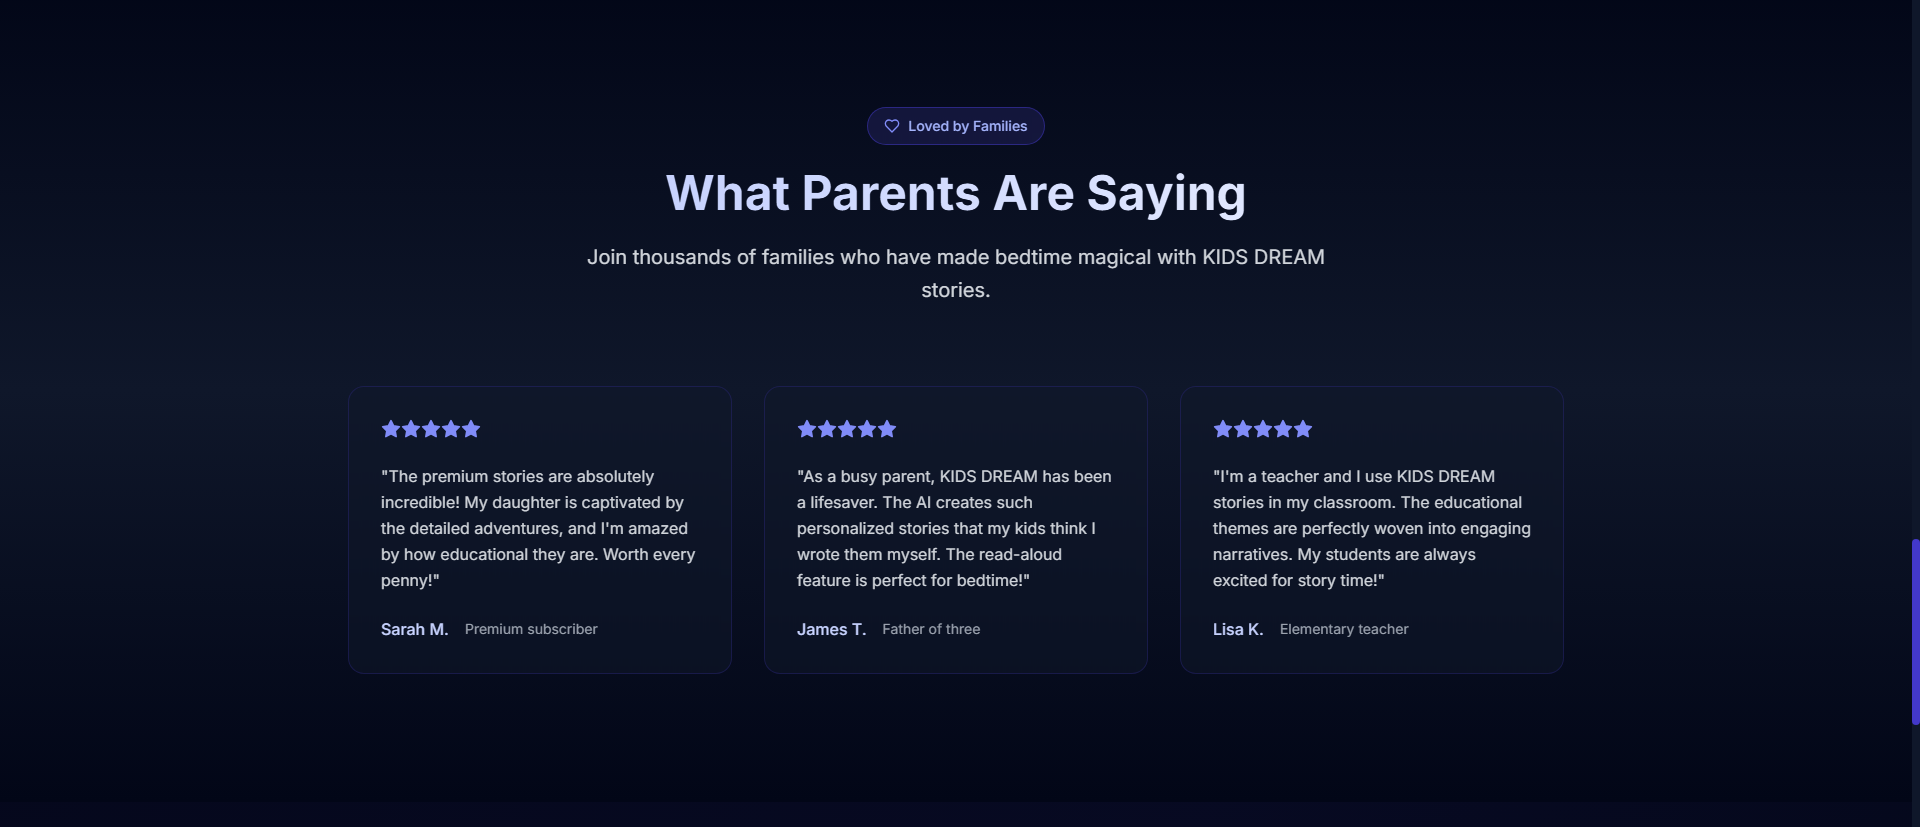 Loved by Families
What Parents Are Saying
Join thousands of families who have made bedtime magical with KIDS DREAM
stories.
"The premium stories are absolutely
incredible! My daughter is captivated by
the detailed adventures, and I'm amazed
by how educational they are. Worth every
penny!"
Sarah M. Premium subscriber
"As a busy parent, KIDS DREAM has been
a lifesaver. The AI creates such
personalized stories that my kids think I
wrote them myself. The read-aloud
feature is perfect for bedtime!"
James T. Father of three
"I'm a teacher and I use KIDS DREAM
stories in my classroom. The educational
themes are perfectly woven into engaging
narratives. My students are always
excited for story time!"
Lisa K. Elementary teacher